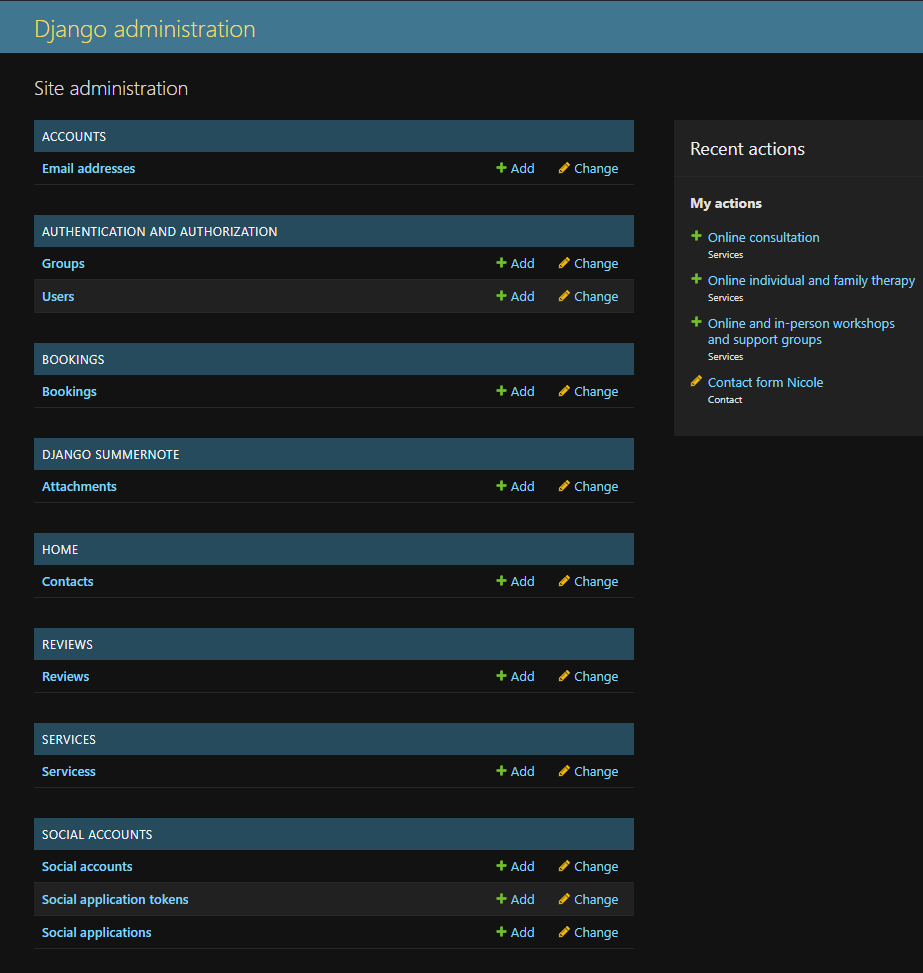 Django administration
Site administration
ACCOUNTS
Email addresses Add Change
AUTHENTICATION AND AUTHORIZATION
Groups Add Change
Users Add Change
BOOKINGS
Bookings Add Change
DJANGO SUMMERNOTE
Attachments Add Change
HOME
Contacts Add Change
REVIEWS
Reviews Add Change
SERVICES
Servicess Add Change
SOCIAL ACCOUNTS
Social accounts Add Change
Social application tokens Add Change
Social applications Add Change
Recent actions
My actions
Online consultation
Services
Online individual and family therapy
Services
Online and in-person workshops
and support groups
Services
Contact form Nicole
Contact